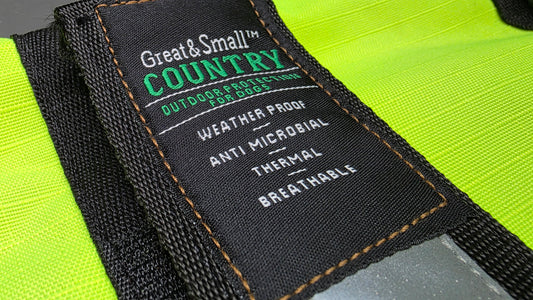 Great&Small™
COUNTRY
OUTDOOR PROTECTION
FOR DOGS
WEATHER PROOF
ANTI MICROBIAL
THERMAL
BREATHABLE